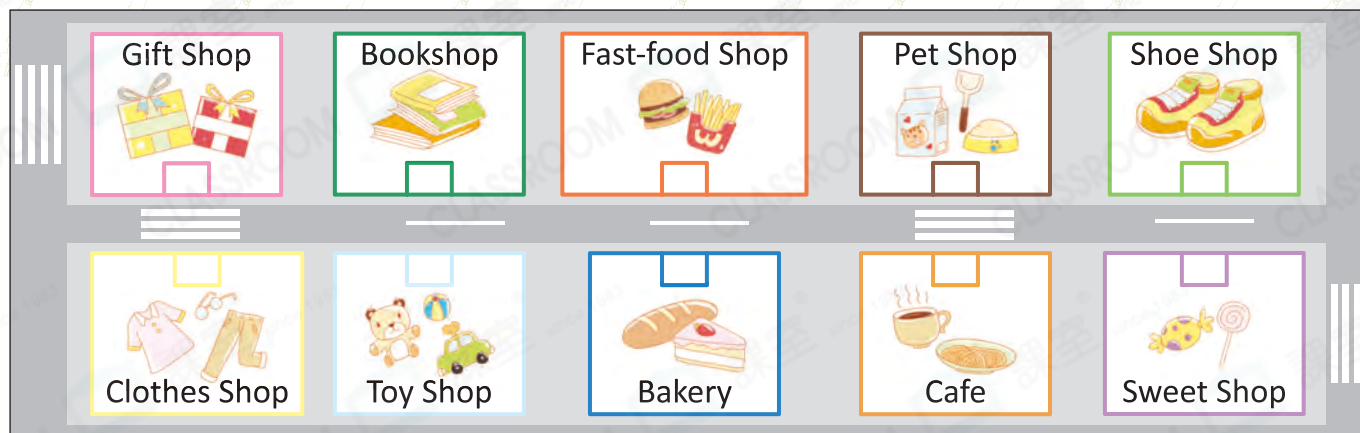 Gift Shop
Bookshop
Fast-food Shop
Pet Shop
Shoe Shop
Clothes Shop
Toy Shop
Bakery
Cafe
Sweet Shop